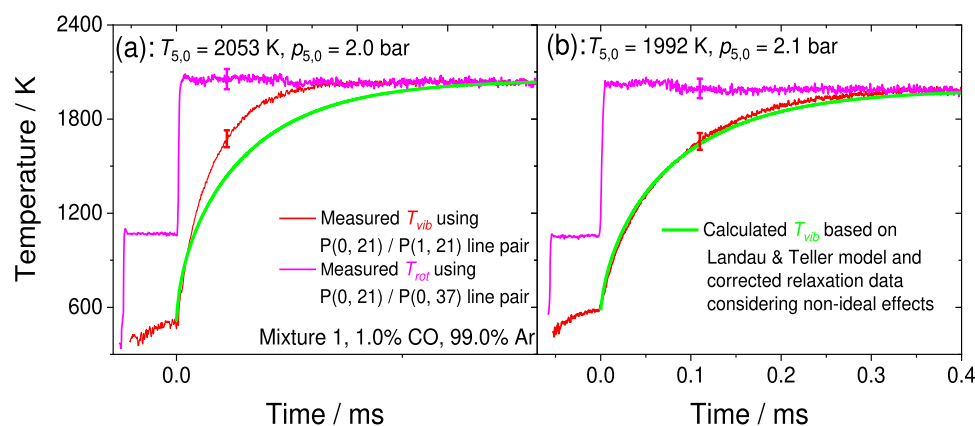 (a): T5,0 = 2053 K, p5,0 = 2.0 bar
(b): T5,0 = 1992 K, p5,0 = 2.1 bar
2400
1800
1200
600
Temperature / K
Measured Tvib using
P(0, 21) / P(1, 21) line pair
Measured Trot using
P(0, 21) / P(0, 37) line pair
Mixture 1, 1.0% CO, 99.0% Ar
Calculated Tvib based on
Landau & Teller model and
corrected relaxation data
considering non-ideal effects
0.0
0.0 0.1 0.2 0.3 0.4
Time / ms
Time / ms